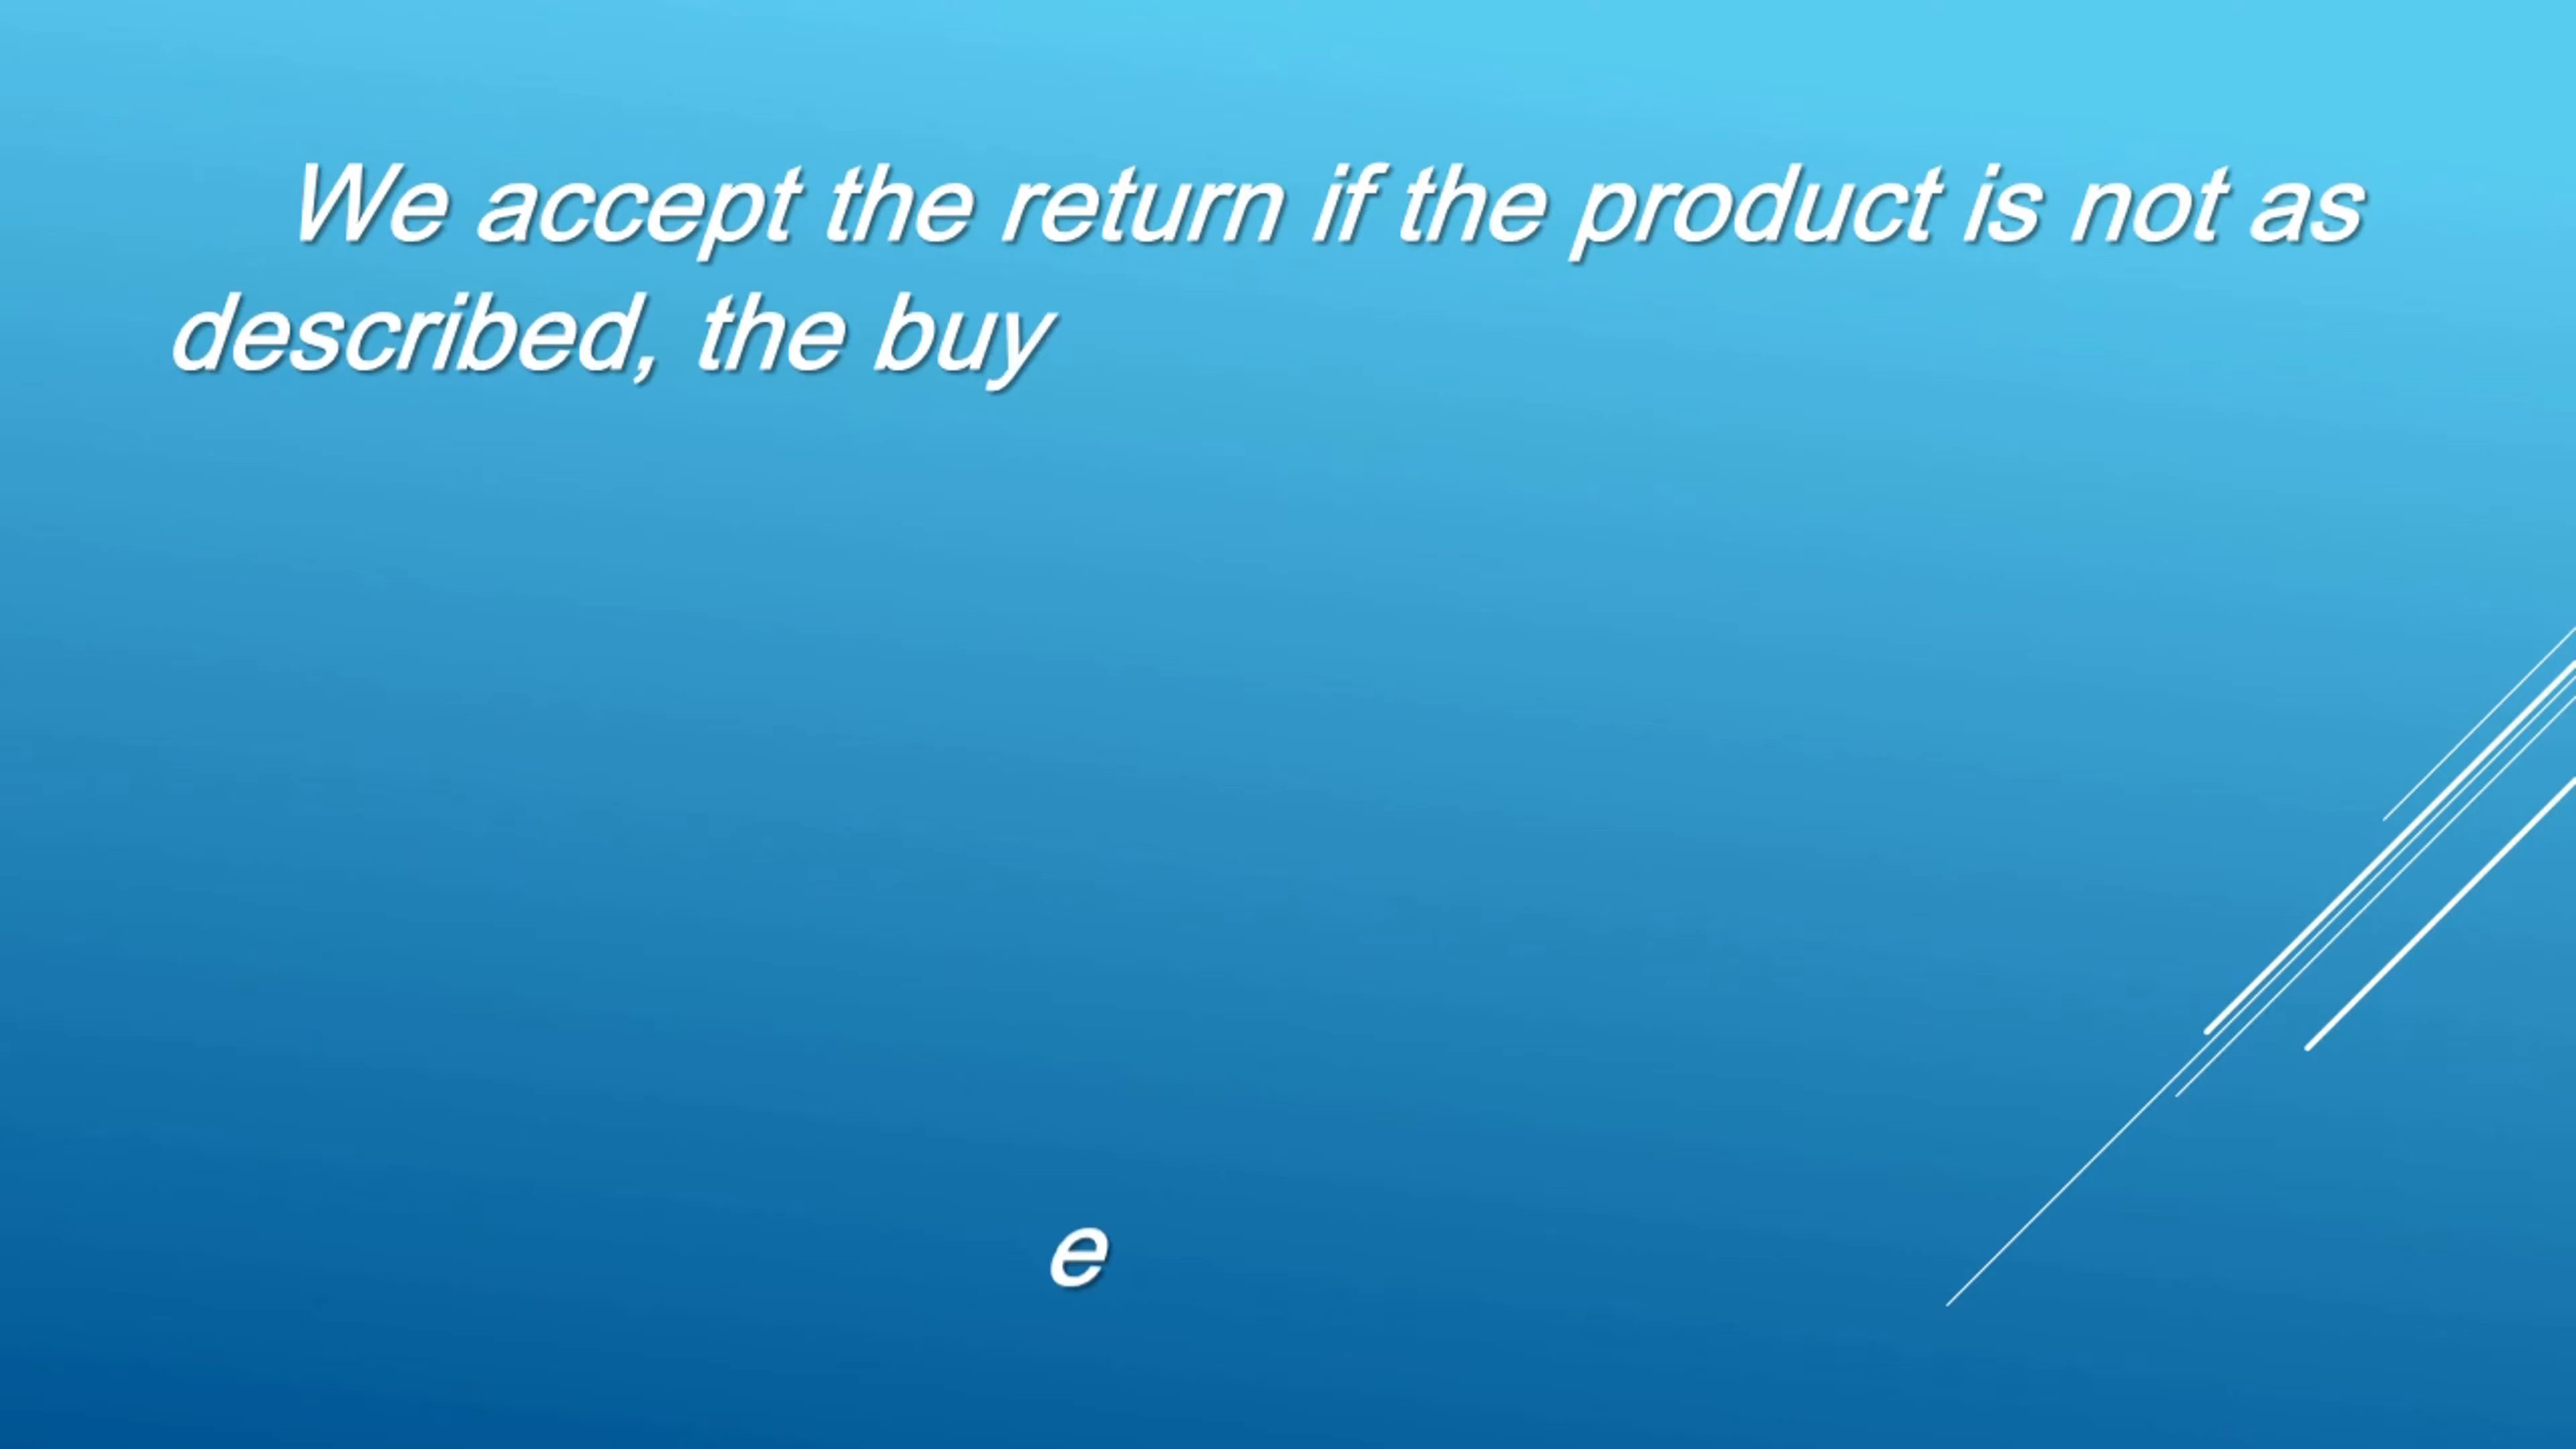 We accept the return if the product is not as
described, the buy
e